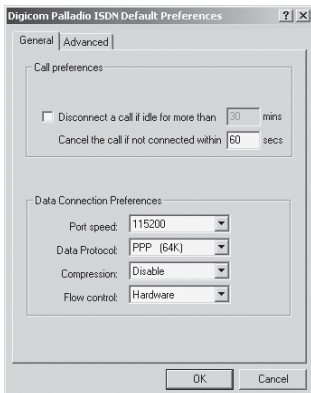 Digicom Palladio ISDN Default Preferences
General Advanced
Call preferences
Disconnect a call if idle for more than 30 mins
Cancel the call if not connected within 60 secs
Data Connection Preferences
Port speed: 115200
Data Protocol: PPP (64K)
Compression: Disable
Flow control: Hardware
OK Cancel